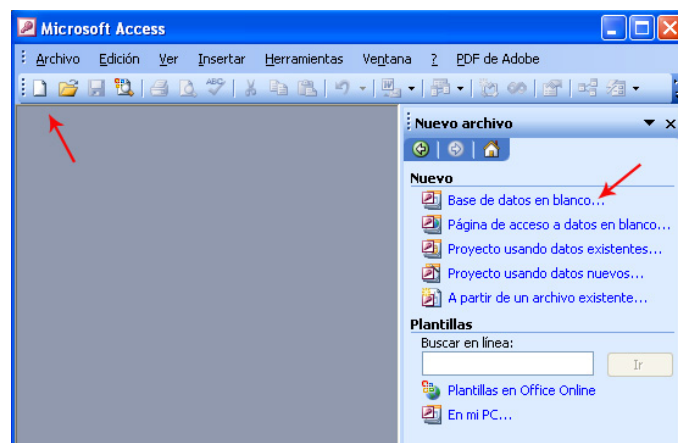 Microsoft Access
Archivo Edición Ver Insertar Herramientas Ventana ? PDF de Adobe
Nuevo archivo
Nuevo
Base de datos en blanco...
Página de acceso a datos en blanco...
Proyecto usando datos existentes...
Proyecto usando datos nuevos...
A partir de un archivo existente...
Plantillas
Buscar en línea:
Ir
Plantillas en Office Online
En mi PC...